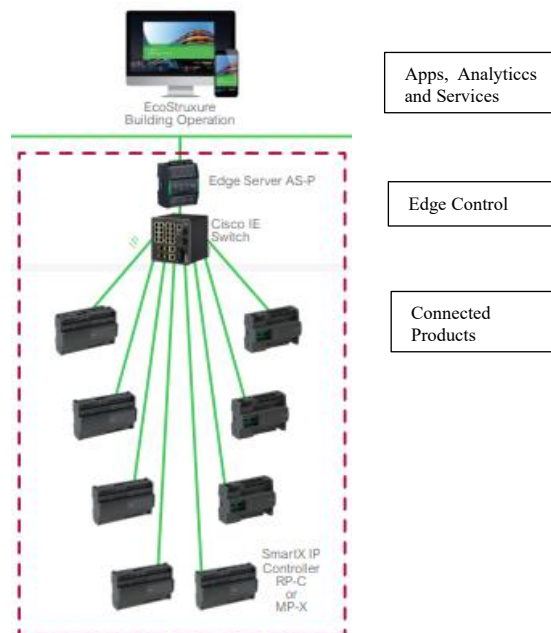 EcoStruxure
Building Operation
Apps, Analyticcs
and Services
Edge Server AS-P
Edge Control
Cisco IE
Switch
IP
Connected
Products
SmartX IP
Controller
RP-C
or
MP-X